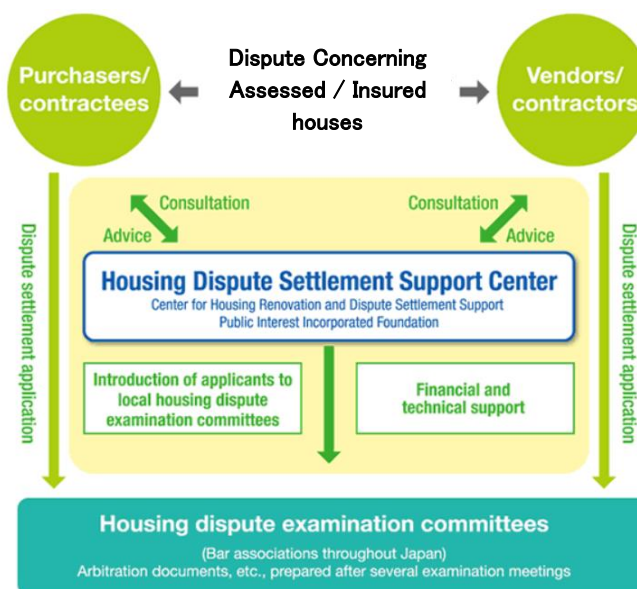 Dispute Concerning
Assessed / Insured
houses
Purchasers/
contractees
Vendors/
contractors
Dispute settlement application
Consultation
Advice
Consultation
Advice
Dispute settlement application
Housing Dispute Settlement Support Center
Center for Housing Renovation and Dispute Settlement Support
Public Interest Incorporated Foundation
Introduction of applicants to
local housing dispute
examination committees
Financial and
technical support
Housing dispute examination committees
(Bar associations throughout Japan)
Arbitration documents, etc., prepared after several examination meetings